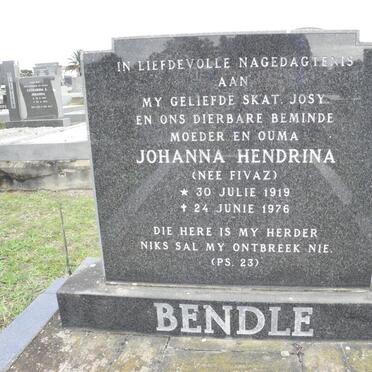 IN LIEFDEVOLLE NAGEDAGTENIS
AAN
MY GELIEFDE SKAT, JOSY
EN ONS DIERBARE BEMINDE
MOEDER EN OUMA
JOHANNA HENDRINA
(NEE FIVAZ)
★ 30 JULIE 1919
✝ 24 JUNIE 1976
DIE HERE IS MY HERDER
NIKS SAL MY ONTBREEK NIE.
(PS. 23)
BENDLE